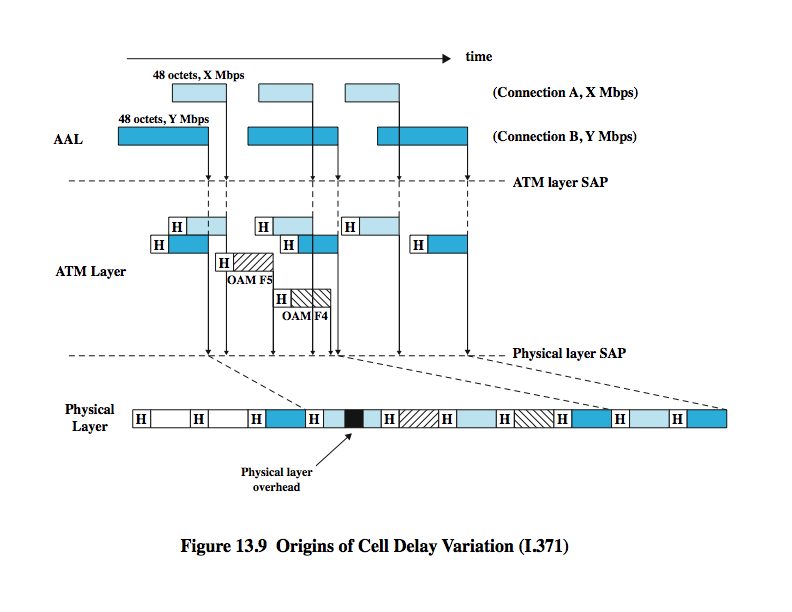 time
48 octets, X Mbps
(Connection A, X Mbps)
48 octets, Y Mbps
AAL
(Connection B, Y Mbps)
ATM layer SAP
H
H
H
H
H
H
ATM Layer
H
OAM F5
H
OAM F4
Physical layer SAP
Physical
Layer
H
H
H
H
H
H
H
H
H
H
Physical layer
overhead
Figure 13.9 Origins of Cell Delay Variation (I.371)